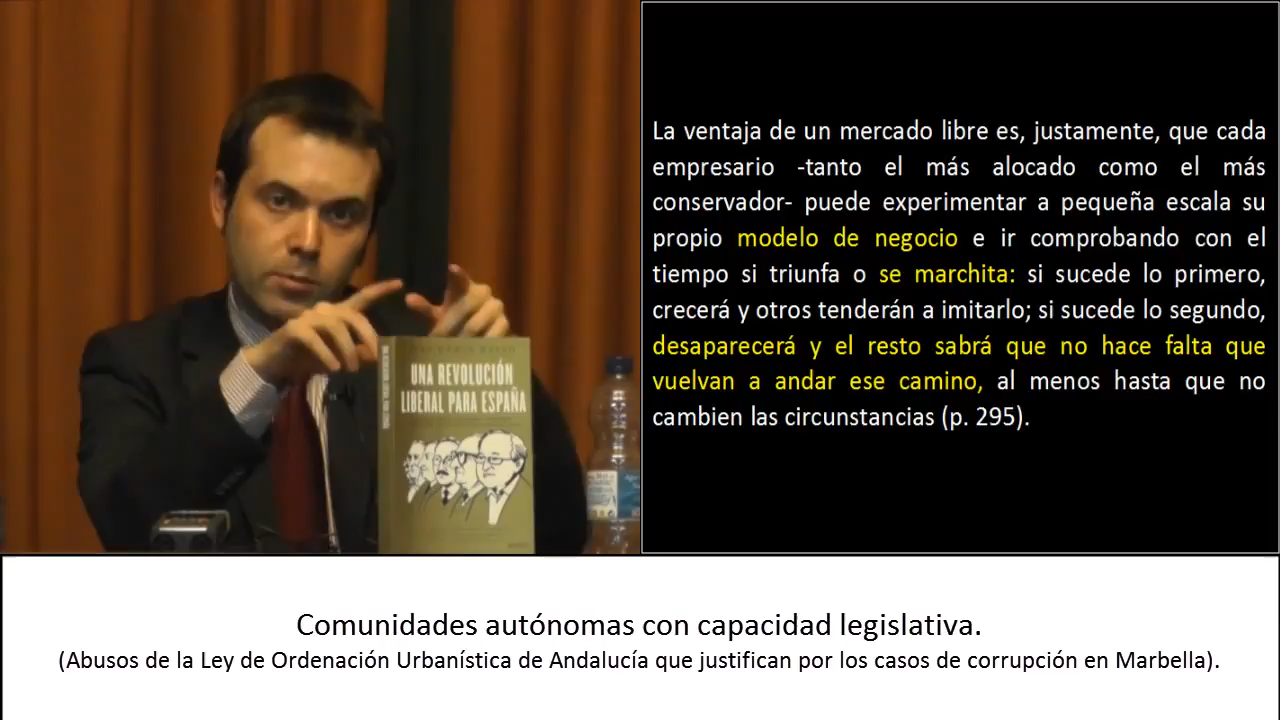 UNA REVOLUCIÓN
LIBERAL PARA ESPAÑA
La ventaja de un mercado libre es, justamente, que cada
empresario -tanto el más alocado como el más
conservador- puede experimentar a pequeña escala su
propio modelo de negocio e ir comprobando con el
tiempo si triunfa o se marchita: si sucede lo primero,
crecerá y otros tenderán a imitarlo; si sucede lo segundo,
desaparecerá y el resto sabrá que no hace falta que
vuelvan a andar ese camino, al menos hasta que no
cambien las circunstancias (p. 295).
Comunidades autónomas con capacidad legislativa.
(Abusos de la Ley de Ordenación Urbanística de Andalucía que justifican por los casos de corrupción en Marbella).